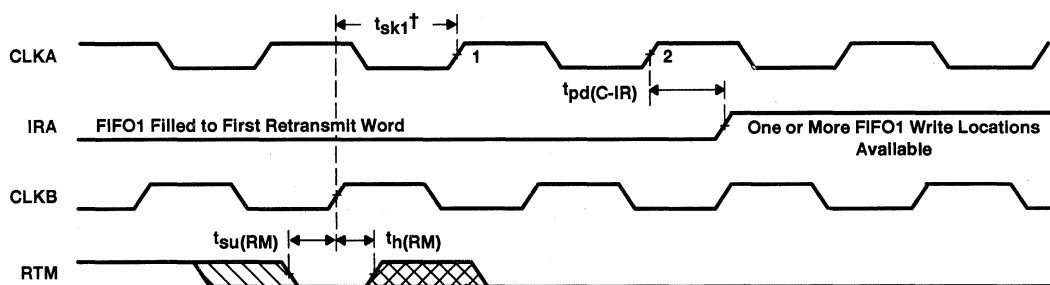 tsk1†
CLKA
1
2
tpd(C-IR)
IRA
FIFO1 Filled to First Retransmit Word
One or More FIFO1 Write Locations
Available
CLKB
tsu(RM)
th(RM)
RTM